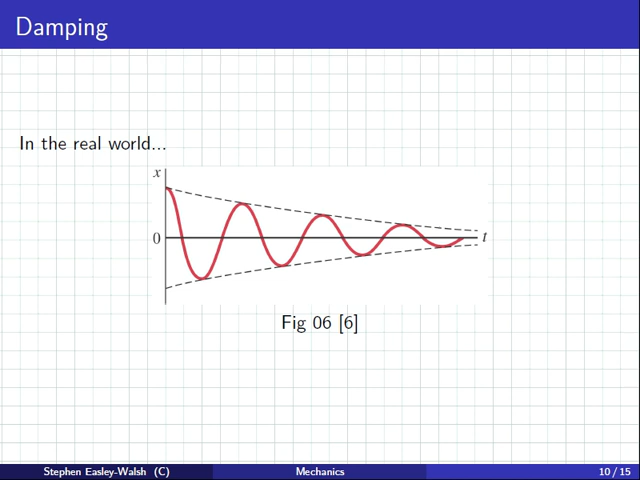 Damping
In the real world...
x
0
t
Fig 06 [6]
Stephen Easley-Walsh (C)
Mechanics
10 / 15